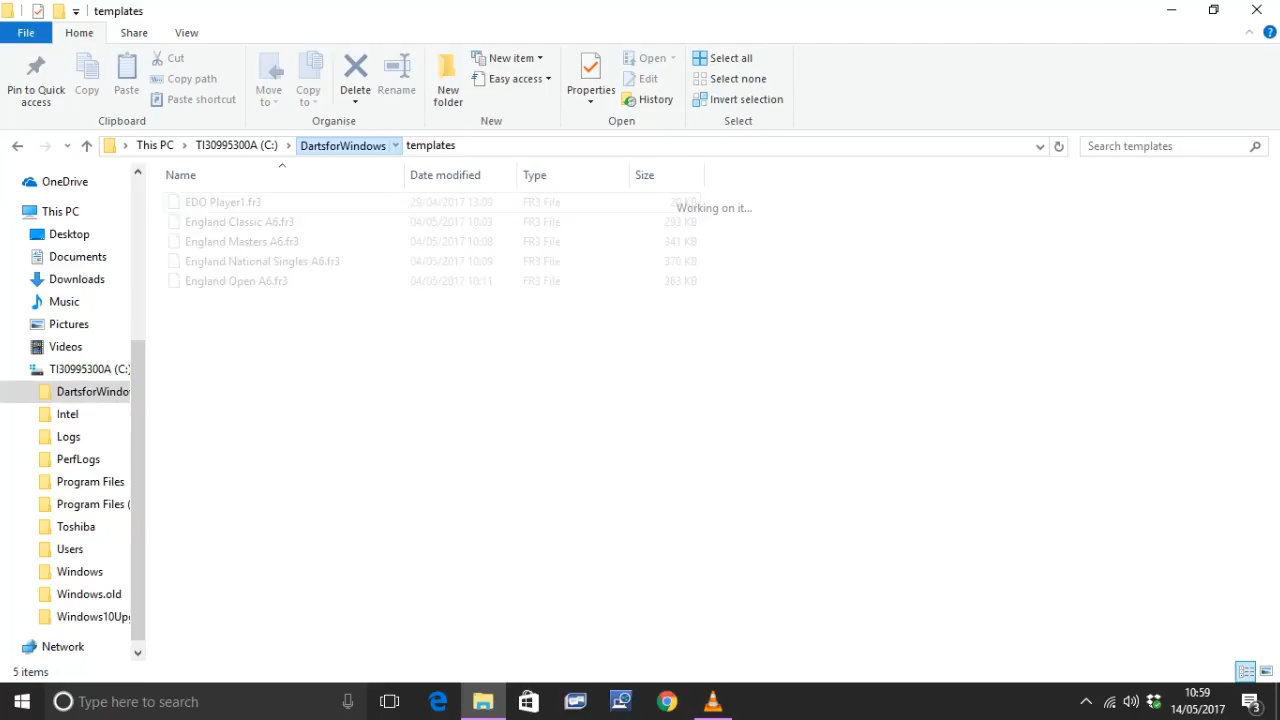 templates
File Home Share View
Pin to Quick access
Copy
Paste
Cut
Copy path
Paste shortcut
Clipboard
Move to
Copy to
Delete
Rename
Organise
New folder
New item
Easy access
New
Properties
Open
Edit
History
Open
Select all
Select none
Invert selection
Select
This PC TI30995300A (C:) DartsforWindows templates
Search templates
Name Date modified Type Size
EDO Player1.fr3 FR3 File
England Classic A6.fr3 04/05/2017 10:03 FR3 File 293 KB
England Masters A6.fr3 04/05/2017 10:08 FR3 File 341 KB
England National Singles A6.fr3 04/05/2017 10:09 FR3 File 370 KB
England Open A6.fr3 04/05/2017 10:11 FR3 File 363 KB
Working on it...
OneDrive
This PC
Desktop
Documents
Downloads
Music
Pictures
Videos
TI30995300A (C:)
DartsforWindo
Intel
Logs
PerfLogs
Program Files
Program Files (
Toshiba
Users
Windows
Windows.old
Windows10Upg
Network
5 items
Type here to search
10:59
14/05/2017
3